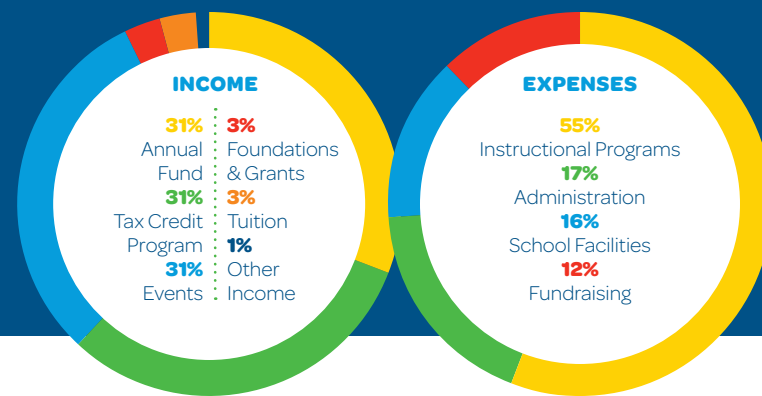 INCOME
31%
Annual
Fund
31%
Tax Credit
Program
31%
Events
3%
Foundations
& Grants
3%
Tuition
1%
Other
Income
EXPENSES
55%
Instructional Programs
17%
Administration
16%
School Facilities
12%
Fundraising